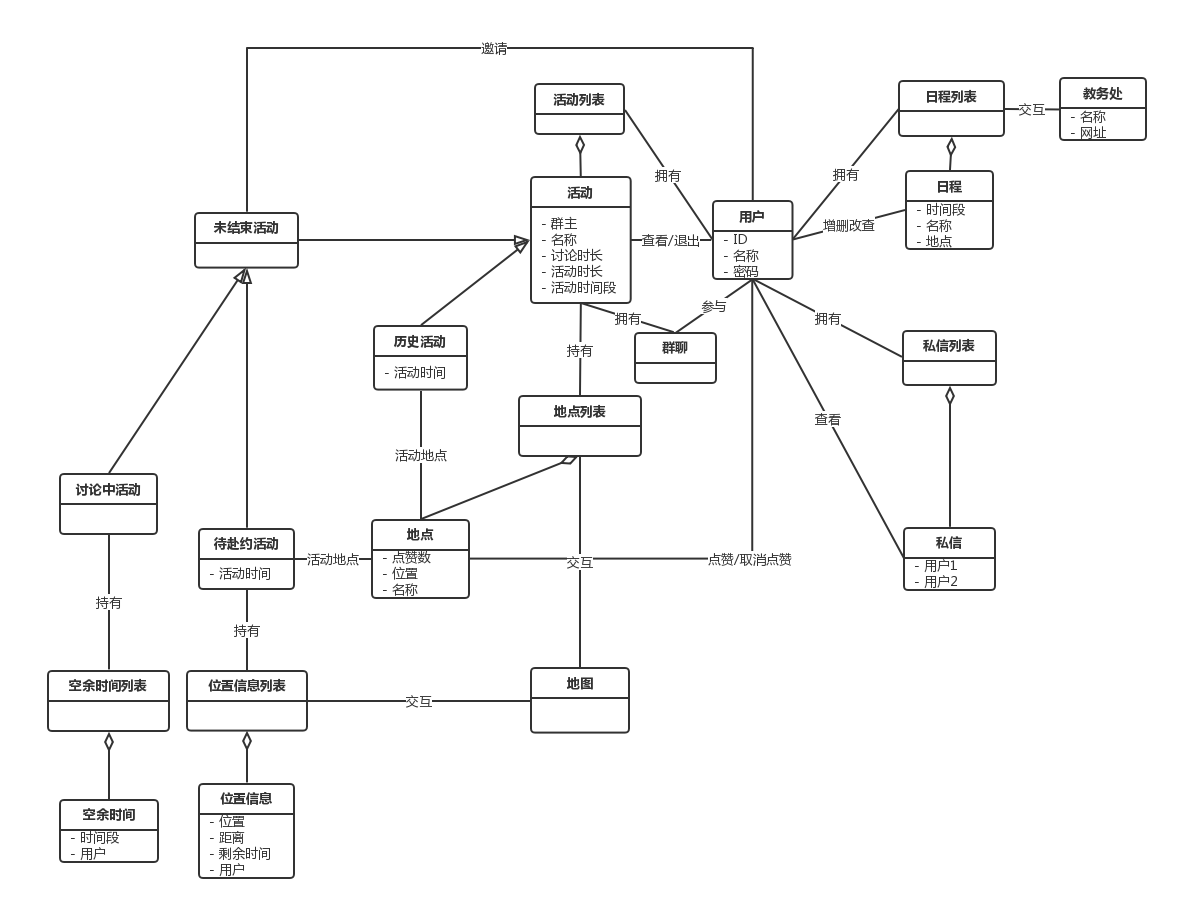 邀请
活动列表
日程列表
教务处
- 名称
- 网址
交互
拥有
拥有
活动
- 群主
- 名称
- 讨论时长
- 活动时长
- 活动时间段
日程
- 时间段
- 名称
- 地点
用户
- ID
- 名称
- 密码
未结束活动
查看/退出
增删改查
历史活动
- 活动时间
拥有
参与
拥有
群聊
持有
私信列表
地点列表
查看
活动地点
讨论中活动
待赴约活动
- 活动时间
活动地点
地点
- 点赞数
- 位置
- 名称
交互
点赞/取消点赞
私信
- 用户1
- 用户2
持有
持有
空余时间列表
位置信息列表
交互
地图
空余时间
- 时间段
- 用户
位置信息
- 位置
- 距离
- 剩余时间
- 用户